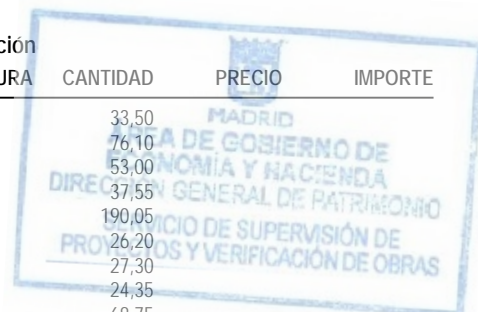 ción
URA CANTIDAD PRECIO IMPORTE
33,50
MADRID
76,10
ÁREA DE GOBIERNO DE
53,00
ECONOMÍA Y HACIENDA
37,55
DIRECCIÓN GENERAL DE PATRIMONIO
190,05
SERVICIO DE SUPERVISIÓN DE
26,20
PROYECTOS Y VERIFICACIÓN DE OBRAS
27,30
24,35